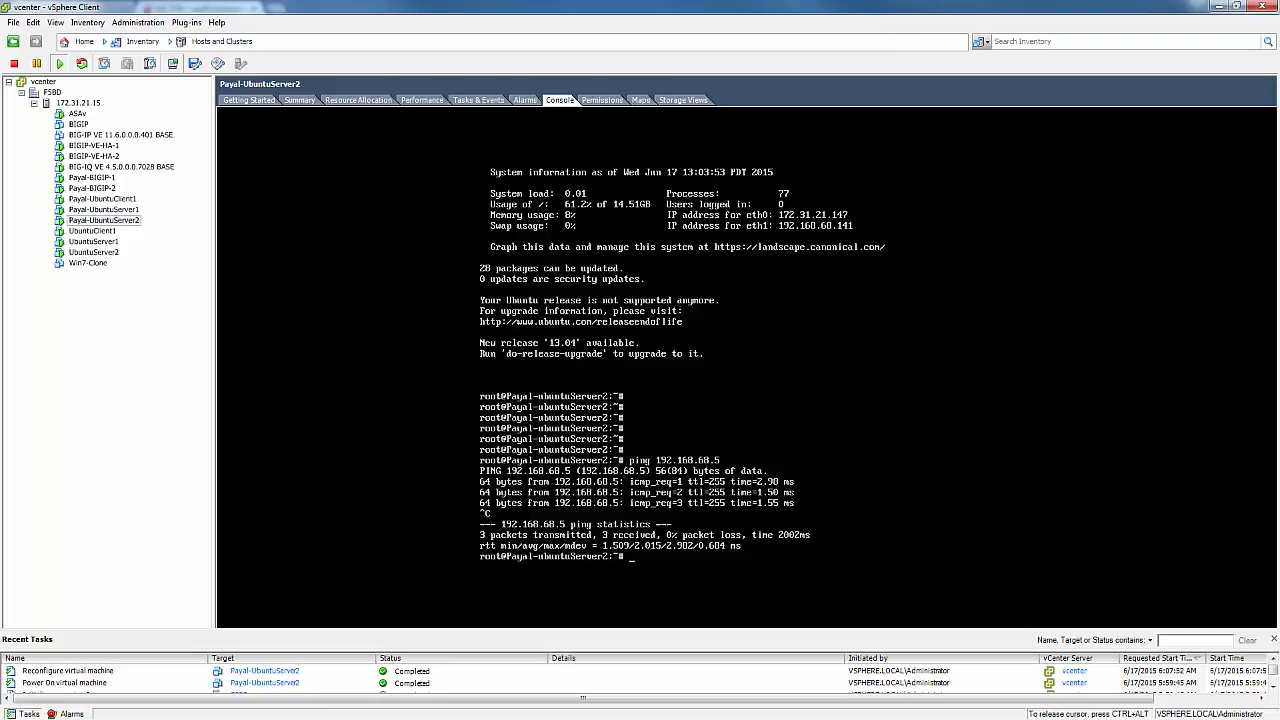 vcenter - vSphere Client
File Edit View Inventory Administration Plug-ins Help
Home Inventory Hosts and Clusters Search Inventory
vcenter
FSBD
172.31.21.15
ASAv
BIGIP
BIG-IP VE 11.6.0.0.0.401 BASE
BIGIP-VE-HA-1
BIGIP-VE-HA-2
BIG-IQ VE 4.5.0.0.0.7028 BASE
Payal-BIGIP-1
Payal-BIGIP-2
Payal-UbuntuClient1
Payal-UbuntuServer1
Payal-UbuntuServer2
UbuntuClient1
UbuntuServer1
UbuntuServer2
Win7-Clone
Payal-UbuntuServer2
Getting Started Summary Resource Allocation Performance Tasks & Events Alarms Console Permissions Maps Storage Views
System information as of Wed Jun 17 13:03:53 PDT 2015
System load: 0.01 Processes: 77
Usage of /: 61.2% of 14.51GB Users logged in: 0
Memory usage: 8% IP address for eth0: 172.31.21.147
Swap usage: 0% IP address for eth1: 192.168.68.141
Graph this data and manage this system at https://landscape.canonical.com/
28 packages can be updated.
0 updates are security updates.
Your Ubuntu release is not supported anymore.
For upgrade information, please visit:
http://www.ubuntu.com/releaseendoflife
New release '13.04' available.
Run 'do-release-upgrade' to upgrade to it.
root@Payal-ubuntuServer2:~#
root@Payal-ubuntuServer2:~#
root@Payal-ubuntuServer2:~#
root@Payal-ubuntuServer2:~#
root@Payal-ubuntuServer2:~#
root@Payal-ubuntuServer2:~#
root@Payal-ubuntuServer2:~# ping 192.168.68.5
PING 192.168.68.5 (192.168.68.5) 56(84) bytes of data.
64 bytes from 192.168.68.5: icmp_req=1 ttl=255 time=2.98 ms
64 bytes from 192.168.68.5: icmp_req=2 ttl=255 time=1.50 ms
64 bytes from 192.168.68.5: icmp_req=3 ttl=255 time=1.55 ms
^C
--- 192.168.68.5 ping statistics ---
3 packets transmitted, 3 received, 0% packet loss, time 2002ms
rtt min/avg/max/mdev = 1.509/2.015/2.982/0.684 ms
root@Payal-ubuntuServer2:~# _
Recent Tasks
Name, Target or Status contains: Clear
Name Target Status Details Initiated by vCenter Server Requested Start Ti... Start Time
Reconfigure virtual machine Payal-UbuntuServer2 Completed VSPHERE.LOCAL\Administrator vcenter 6/17/2015 6:07:52 AM 6/17/2015 6:07:5
Power On virtual machine Payal-UbuntuServer2 Completed VSPHERE.LOCAL\Administrator vcenter 6/17/2015 5:59:45 AM 6/17/2015 5:59:4
Tasks Alarms To release cursor, press CTRL+ALT VSPHERE.LOCAL\Administrator